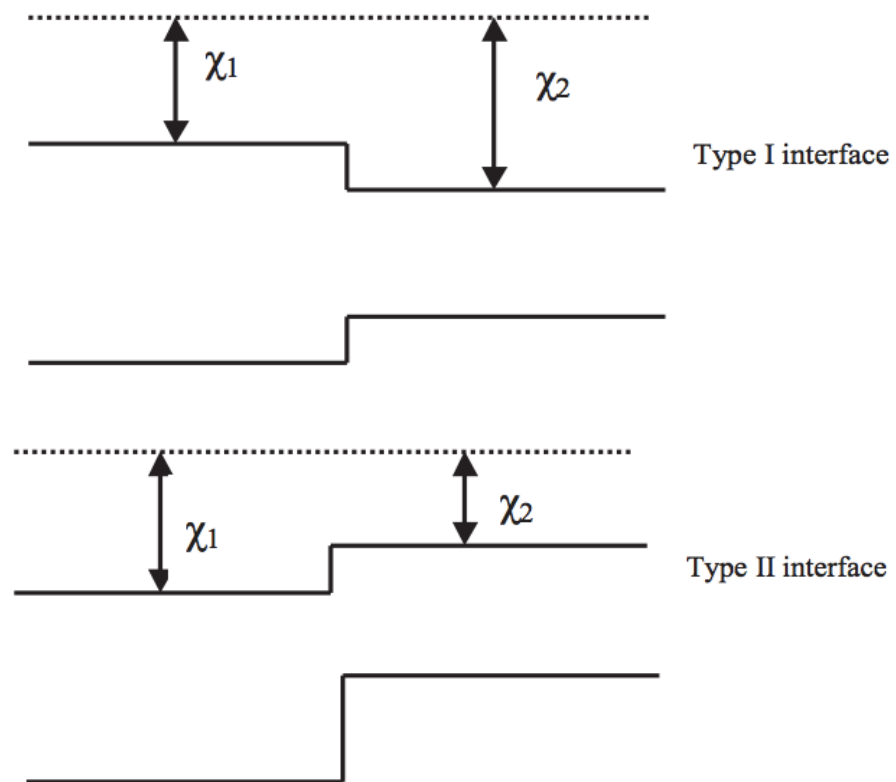 χ1
χ2
Type I interface
χ1
χ2
Type II interface